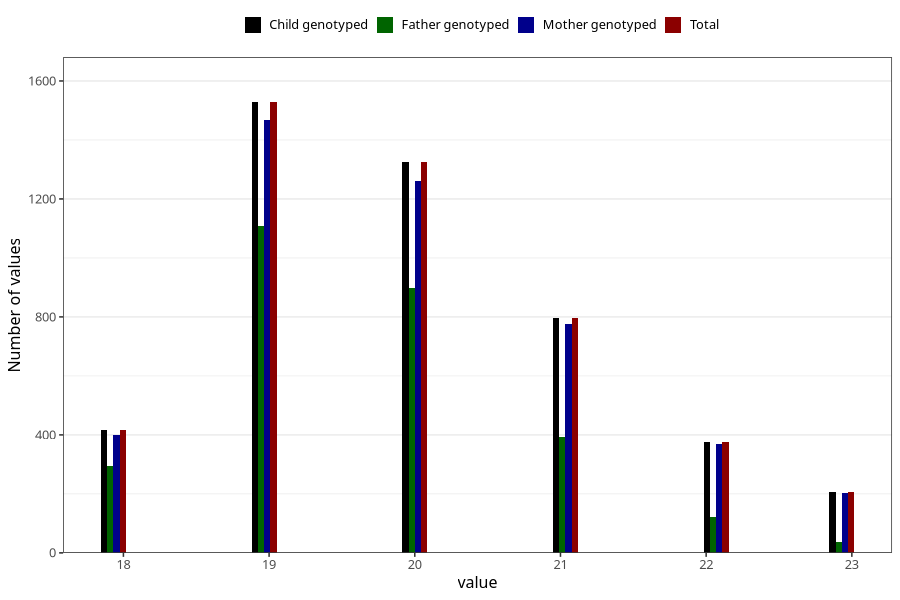 Child genotyped Father genotyped Mother genotyped Total
Number of values
1600
1200
800
400
0
18 19 20 21 22 23
value